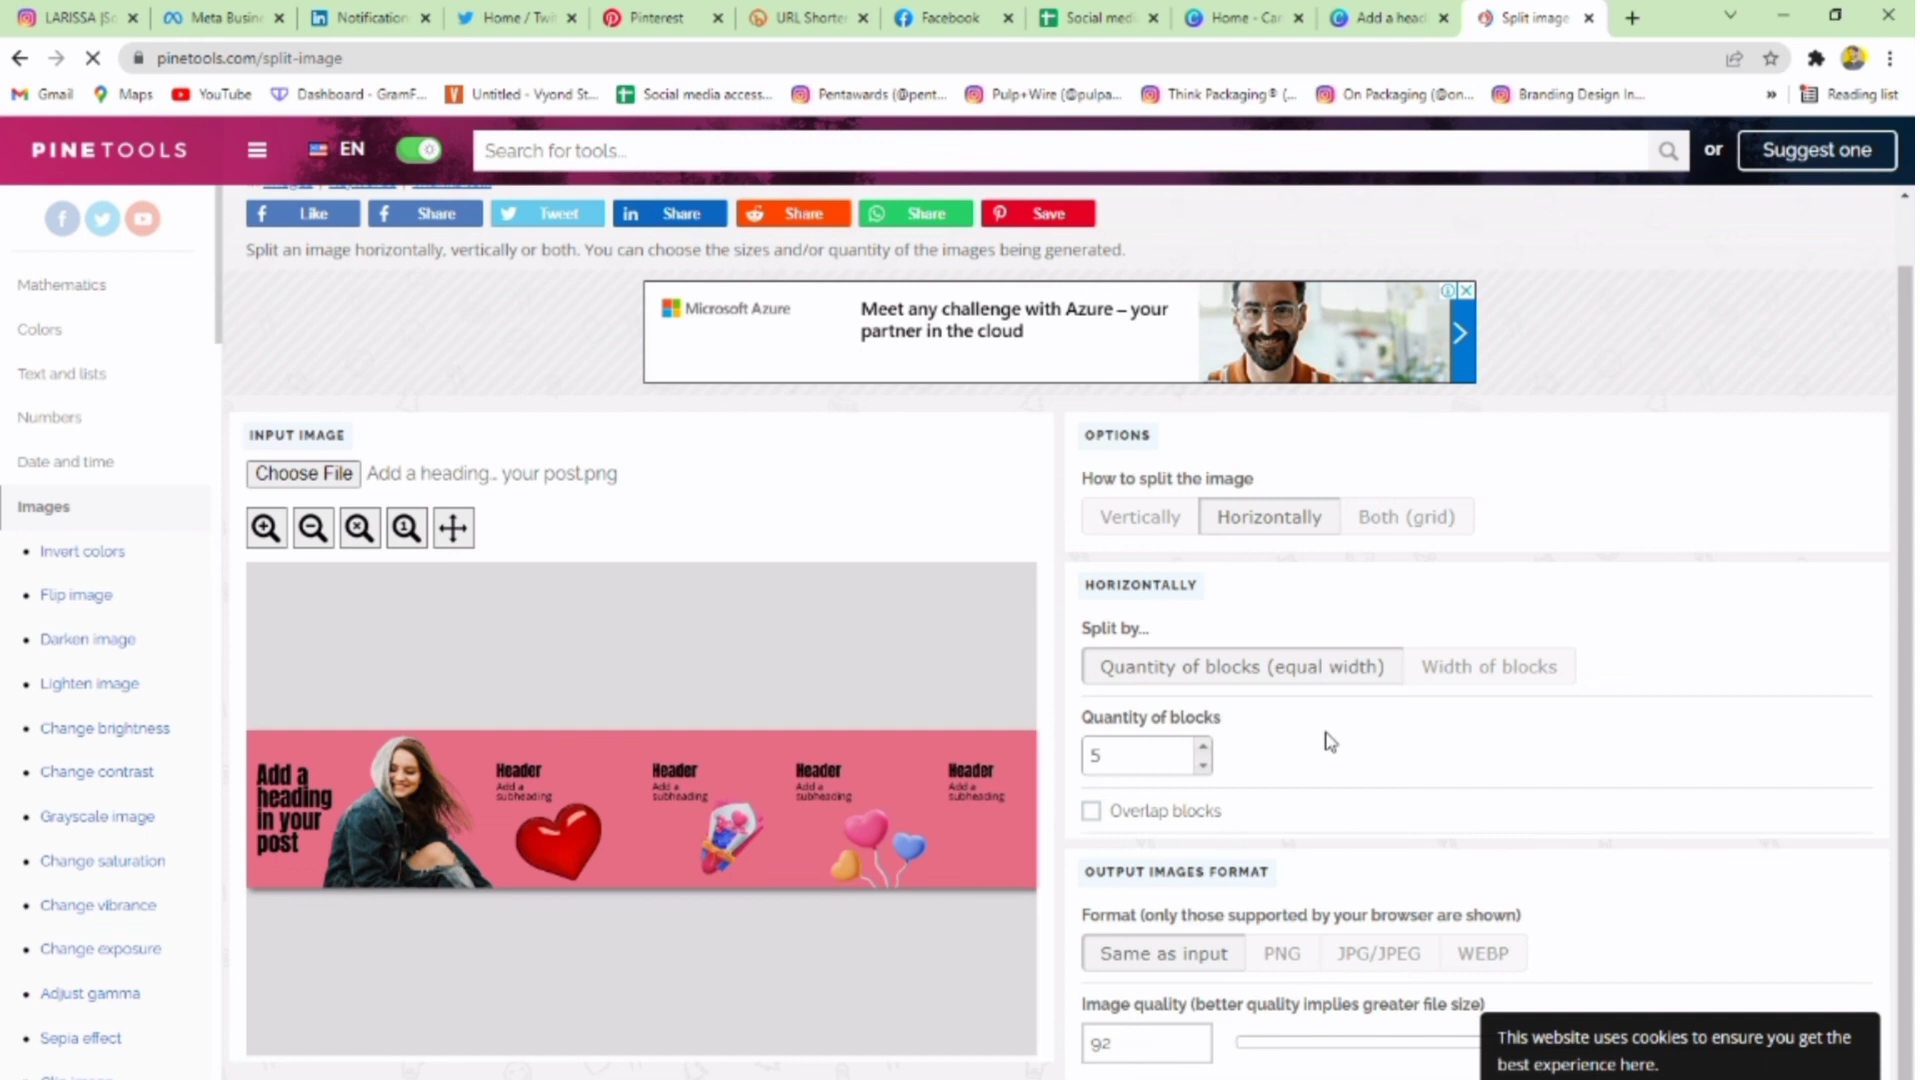 LARISSA |Sc
Meta Busin
Notification
Home / Twi
Pinterest
URL Shorte
Facebook
Social med
Home - Can
Add a head
Split image
pinetools.com/split-image
Gmail
Maps
YouTube
Dashboard - GramF...
Untitled - Vyond St...
Social media access...
Pentawards (@pent...
Pulp+Wire (@pulpa...
Think Packaging® (...
On Packaging (@on...
Branding Design In...
»
Reading list
PINETOOLS
EN
Search for tools...
or
Suggest one
Like
Share
Tweet
Share
Share
Share
Save
Split an image horizontally, vertically or both. You can choose the sizes and/or quantity of the images being generated.
Microsoft Azure
Meet any challenge with Azure – your
partner in the cloud
Mathematics
Colors
Text and lists
Numbers
Date and time
Images
Invert colors
Flip image
Darken image
Lighten image
Change brightness
Change contrast
Grayscale image
Change saturation
Change vibrance
Change exposure
Adjust gamma
Sepia effect
INPUT IMAGE
Choose File Add a heading.. your post.png
Add a
heading
in your
post
Header
Add a
subheading
Header
Add a
subheading
Header
Add a
subheading
Header
Add a
subheading
OPTIONS
How to split the image
Vertically
Horizontally
Both (grid)
HORIZONTALLY
Split by...
Quantity of blocks (equal width)
Width of blocks
Quantity of blocks
5
Overlap blocks
OUTPUT IMAGES FORMAT
Format (only those supported by your browser are shown)
Same as input
PNG
JPG/JPEG
WEBP
Image quality (better quality implies greater file size)
92
This website uses cookies to ensure you get the
best experience here.